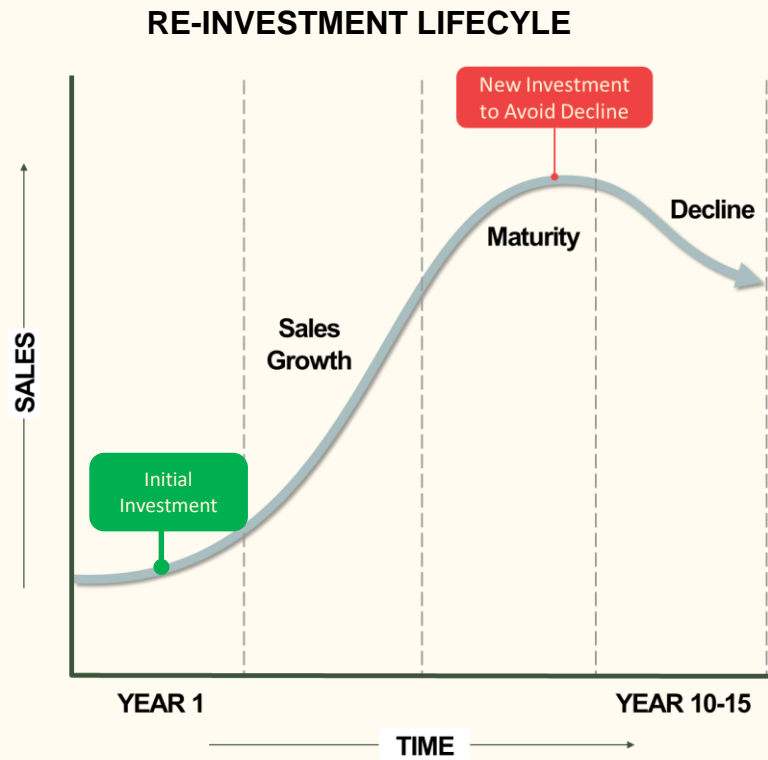 RE-INVESTMENT LIFECYLE
New Investment
to Avoid Decline
Decline
Maturity
Sales
Growth
SALES
Initial
Investment
YEAR 1
YEAR 10-15
TIME